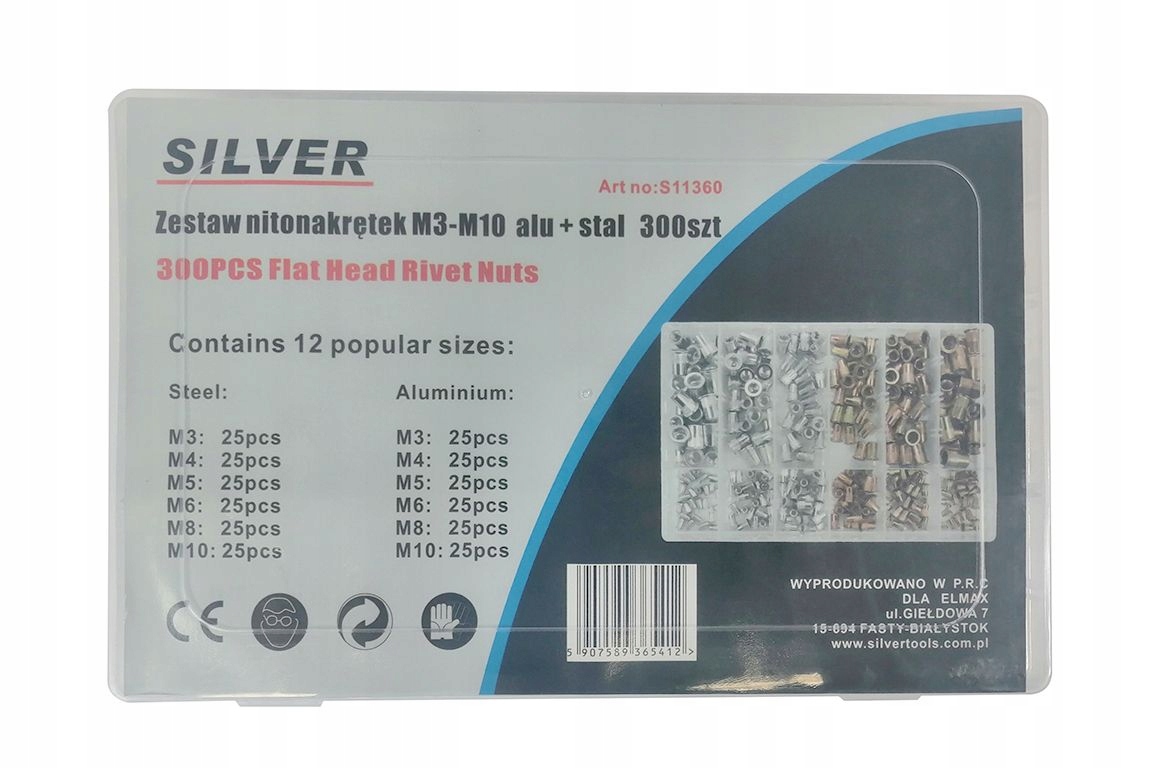 SILVER
Art no:S11360
Zestaw nitonakrętek M3-M10 alu + stal 300szt
300PCS Flat Head Rivet Nuts
Contains 12 popular sizes:
Steel: Aluminium:
M3: 25pcs M3: 25pcs
M4: 25pcs M4: 25pcs
M5: 25pcs M5: 25pcs
M6: 25pcs M6: 25pcs
M8: 25pcs M8: 25pcs
M10: 25pcs M10: 25pcs
CE
5 907589 365412 >
WYPRODUKOWANO W P.R.C
DLA ELMAX
ul.GIEŁDOWA 7
15-694 FASTY-BIAŁYSTOK
www.silvertools.com.pl